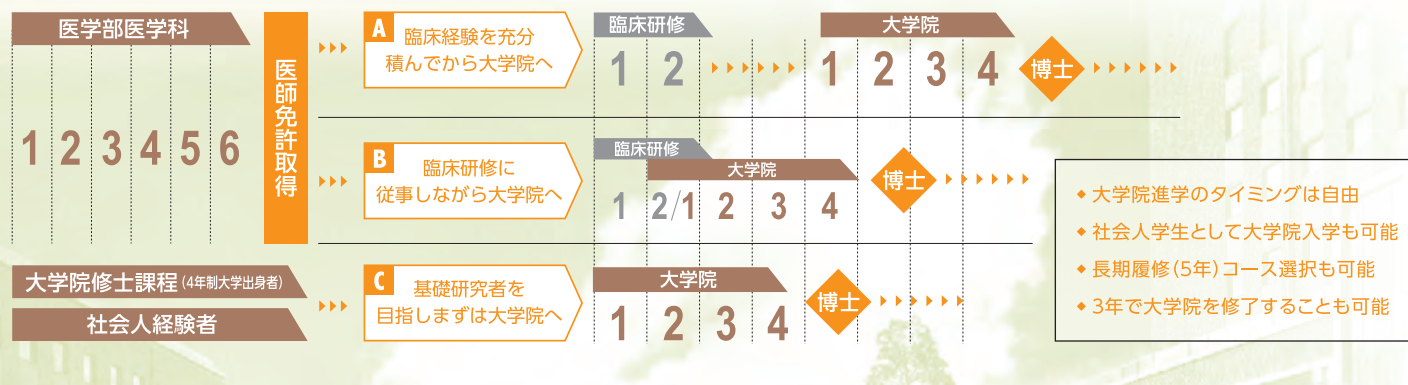 医学部医学科
1 2 3 4 5 6
医師免許取得
A
臨床経験を充分
積んでから大学院へ
臨床研修
1 2
大学院
1 2 3 4
博士
B
臨床研修に
従事しながら大学院へ
臨床研修
大学院
1 2/1 2 3 4
博士
大学院修士課程(4年制大学出身者)
社会人経験者
C
基礎研究者を
目指しまずは大学院へ
大学院
1 2 3 4
博士
◆ 大学院進学のタイミングは自由
◆ 社会人学生として大学院入学も可能
◆ 長期履修(5年)コース選択も可能
◆ 3年で大学院を修了することも可能